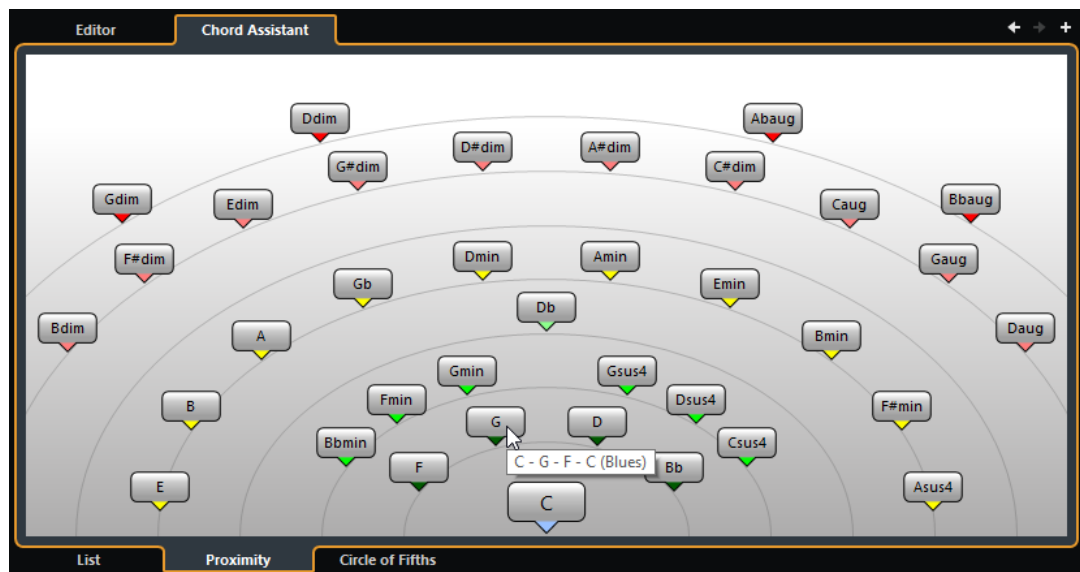 Editor
Chord Assistant
Ddim
Abaug
D#dim
A#dim
G#dim
C#dim
Gdim
Edim
Caug
Bbaug
F#dim
Dmin
Amin
Gaug
Gb
Emin
Db
Bdim
A
Bmin
Daug
Gmin
Gsus4
B
Fmin
Dsus4
F#min
G
D
Bbmin
Csus4
C - G - F - C (Blues)
F
Bb
E
Asus4
C
List
Proximity
Circle of Fifths